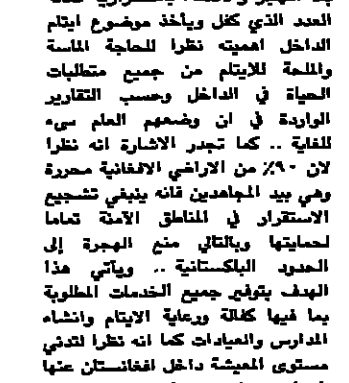 العدد الذي كفل ويأخذ موضوع ايتام
الداخل اهميته نظرا للحاجة الماسة
والملحة للايتام من جميع متطلبات
الحياة في الداخل وحسب التقارير
الواردة في ان وضعهم العام سيء
للغاية .. كما تجدر الاشارة انه نظرا
لان ٩٠٪ من الاراضي الافغانية محررة
وهي بيد المجاهدين فانه ينبغي تشجيع
الاستقرار في المناطق الآمنة تماما
لحمايتها وبالتالي منع الهجرة إلى
الحدود الباكستانية .. ويأتي هذا
الهدف بتوفير جميع الخدمات المطلوبة
بما فيها كفالة ورعاية الايتام وانشاء
المدارس والعيادات كما انه نظرا لتدني
مستوى المعيشة داخل افغانستان عنها